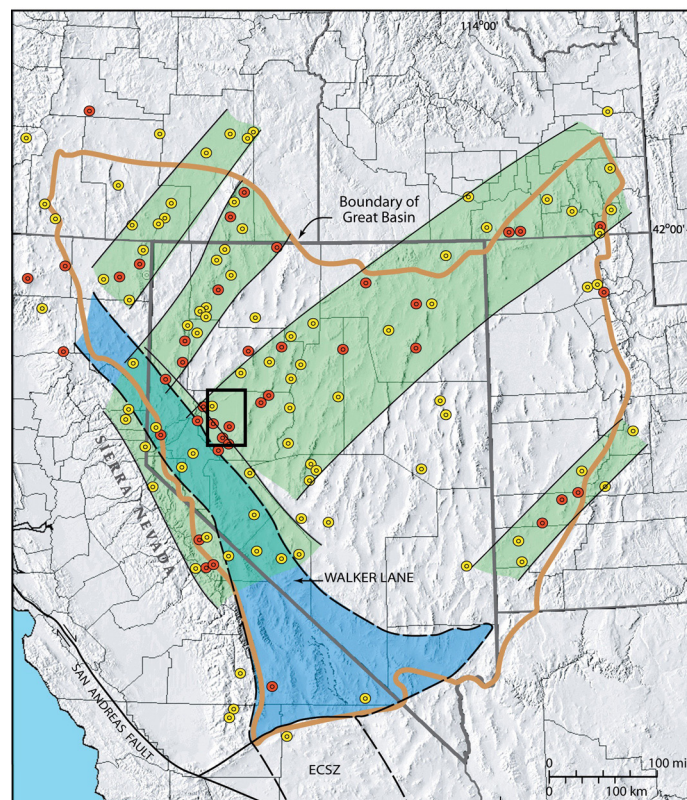 114°00'
Boundary of
Great Basin
42°00'
SIERRA NEVADA
WALKER LANE
SAN ANDREAS FAULT
ECSZ
0 100 mi
0 100 km